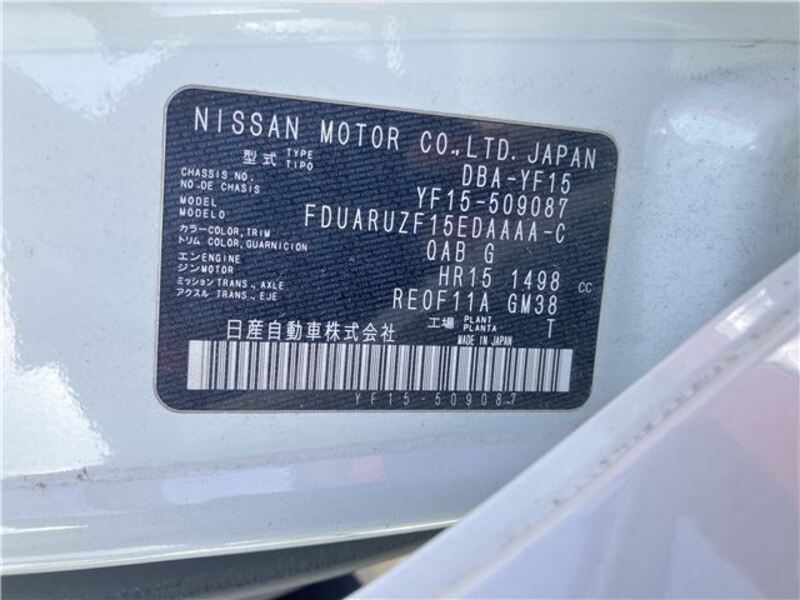 NISSAN MOTOR CO.,LTD. JAPAN
型式 TYPE TIPO DBA-YF15
CHASSIS NO. NO.DE CHASIS YF15-509087
MODEL MODELO FDUARUZF15EDAAAA-C
カラー COLOR,TRIM トリム COLOR,GUARNICION QAB G
エンENGINE ジンMOTOR HR15 1498 CC
ミッション TRANS., AXLE アクスル TRANS., EJE RE0F11A GM38
日産自動車株式会社 工場 PLANT PLANTA T
MADE IN JAPAN
YF15-509087